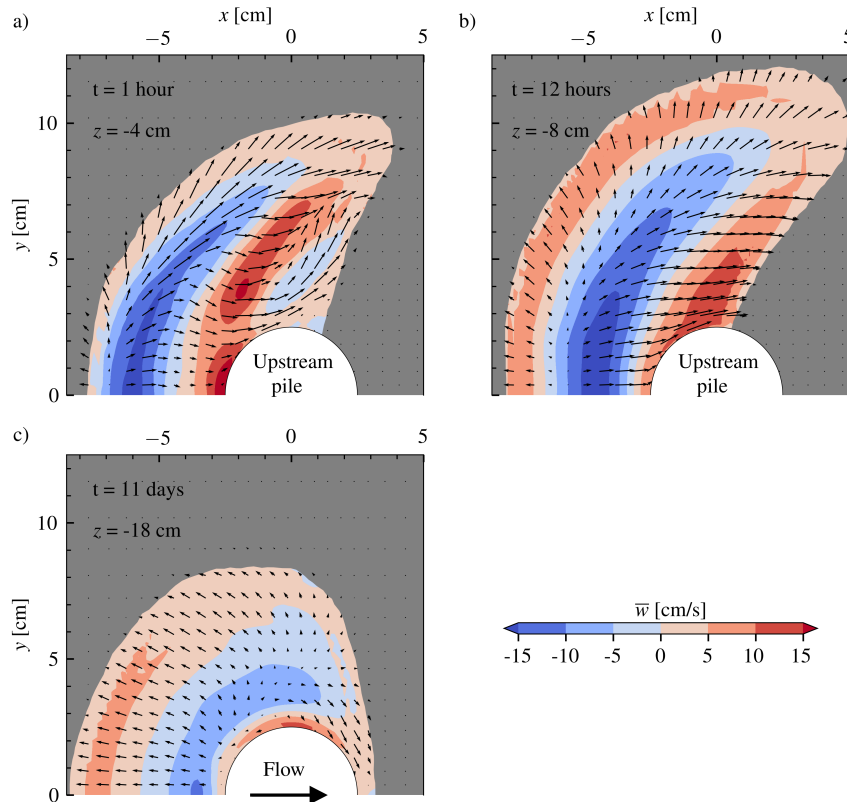 a)
x [cm]
−5 0 5
t = 1 hour
z = -4 cm
10
5
0
y [cm]
Upstream
pile
b)
x [cm]
−5 0 5
t = 12 hours
z = -8 cm
Upstream
pile
c)
−5 0 5
t = 11 days
z = -18 cm
10
5
0
y [cm]
Flow
w̅ [cm/s]
-15 -10 -5 0 5 10 15